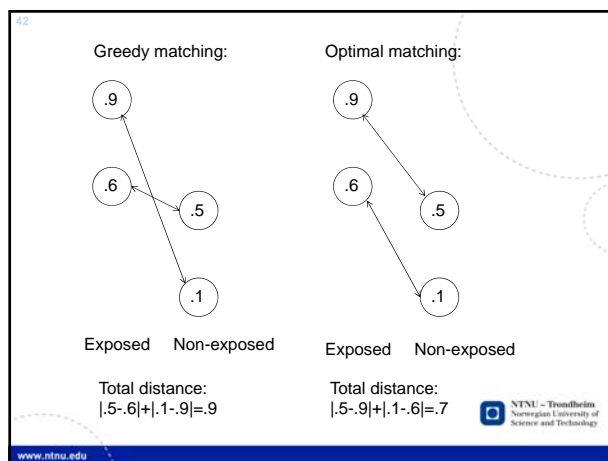 42
Greedy matching:
.9
.6
.5
.1
Exposed Non-exposed
Total distance:
|.5-.6|+|.1-.9|=.9
Optimal matching:
.9
.6
.5
.1
Exposed Non-exposed
Total distance:
|.5-.9|+|.1-.6|=.7
NTNU – Trondheim
Norwegian University of
Science and Technology
www.ntnu.edu